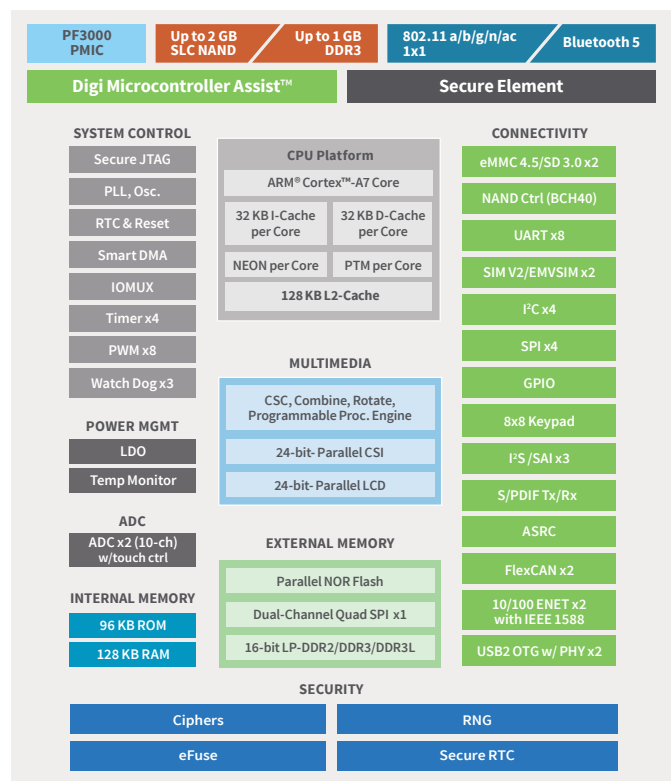 PF3000
PMIC
Up to 2 GB
SLC NAND
Up to 1 GB
DDR3
802.11 a/b/g/n/ac
1x1
Bluetooth 5
Digi Microcontroller Assist™
Secure Element
SYSTEM CONTROL
Secure JTAG
PLL, Osc.
RTC & Reset
Smart DMA
IOMUX
Timer x4
PWM x8
Watch Dog x3
POWER MGMT
LDO
Temp Monitor
ADC
ADC x2 (10-ch)
w/touch ctrl
INTERNAL MEMORY
96 KB ROM
128 KB RAM
CPU Platform
ARM® Cortex™-A7 Core
32 KB I-Cache
per Core
32 KB D-Cache
per Core
NEON per Core
PTM per Core
128 KB L2-Cache
MULTIMEDIA
CSC, Combine, Rotate,
Programmable Proc. Engine
24-bit- Parallel CSI
24-bit- Parallel LCD
EXTERNAL MEMORY
Parallel NOR Flash
Dual-Channel Quad SPI x1
16-bit LP-DDR2/DDR3/DDR3L
CONNECTIVITY
eMMC 4.5/SD 3.0 x2
NAND Ctrl (BCH40)
UART x8
SIM V2/EMVSIM x2
I²C x4
SPI x4
GPIO
8x8 Keypad
I²S /SAI x3
S/PDIF Tx/Rx
ASRC
FlexCAN x2
10/100 ENET x2
with IEEE 1588
USB2 OTG w/ PHY x2
SECURITY
Ciphers
RNG
eFuse
Secure RTC